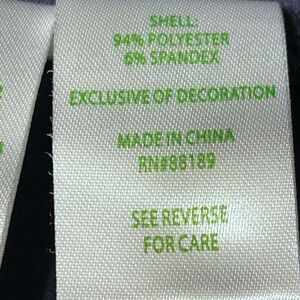 SHELL:
94% POLYESTER
6% SPANDEX
EXCLUSIVE OF DECORATION
MADE IN CHINA
RN#88189
SEE REVERSE
FOR CARE